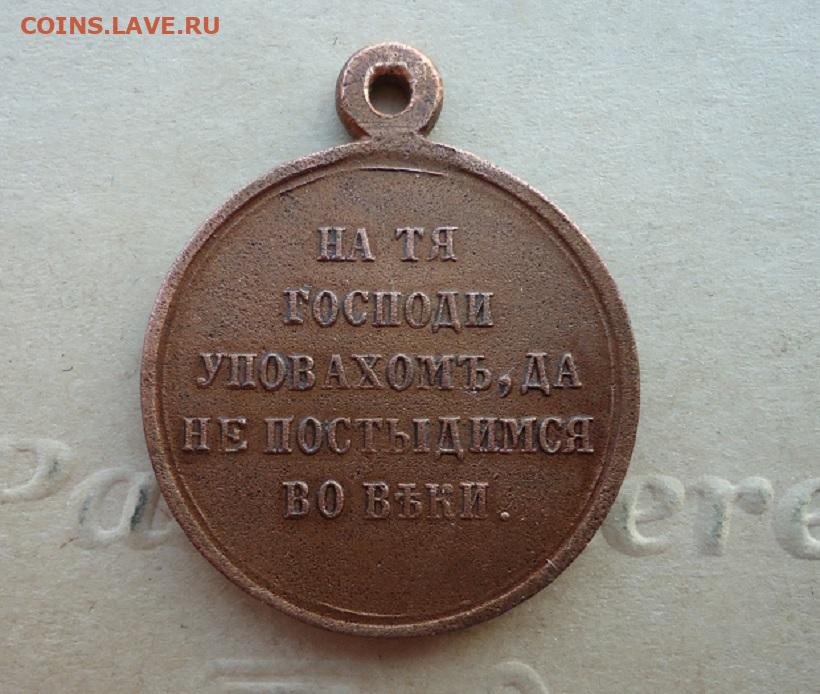 COINS.LAVE.RU
НА ТЯ
ГОСПОДИ
УПОВАХОМЪ, ДА
НЕ ПОСТЫДИМСЯ
ВО ВѢКИ.